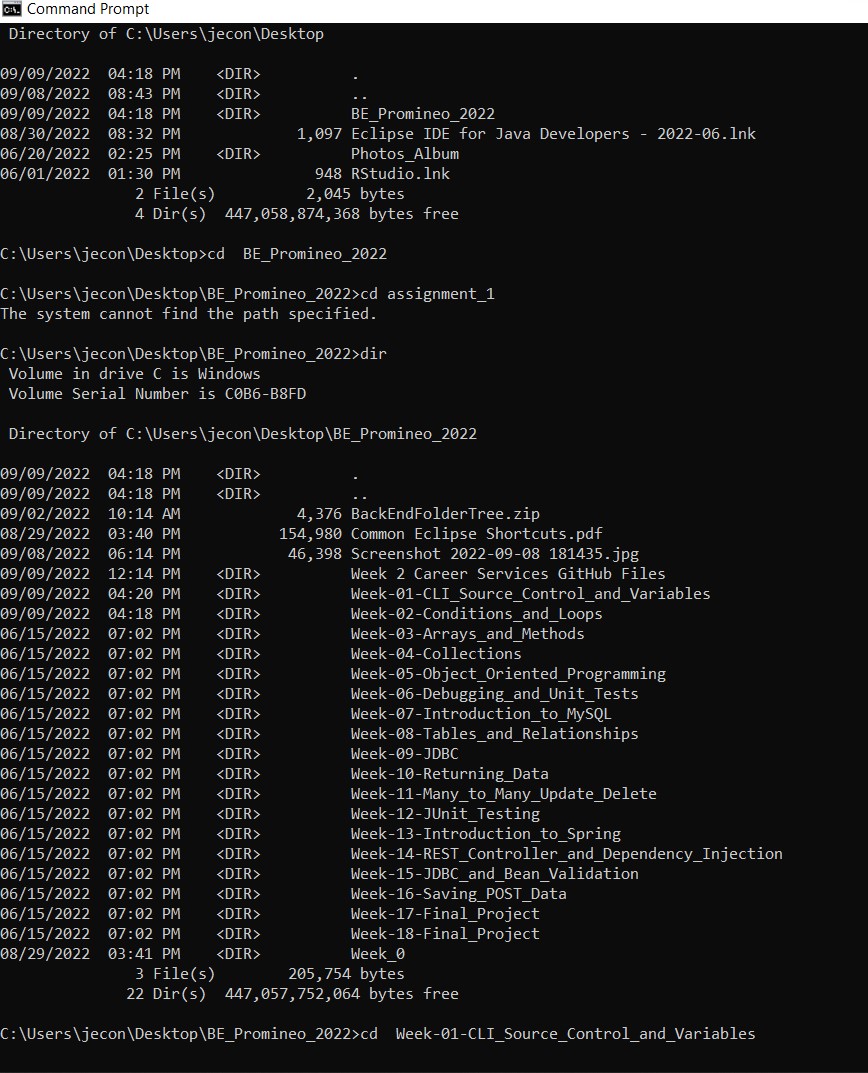 Command Prompt
Directory of C:\Users\jecon\Desktop
09/09/2022  04:18 PM    <DIR>          .
09/08/2022  08:43 PM    <DIR>          ..
09/09/2022  04:18 PM    <DIR>          BE_Promineo_2022
08/30/2022  08:32 PM             1,097 Eclipse IDE for Java Developers - 2022-06.lnk
06/20/2022  02:25 PM    <DIR>          Photos_Album
06/01/2022  01:30 PM               948 RStudio.lnk
               2 File(s)          2,045 bytes
               4 Dir(s)  447,058,874,368 bytes free
C:\Users\jecon\Desktop>cd  BE_Promineo_2022
C:\Users\jecon\Desktop\BE_Promineo_2022>cd assignment_1
The system cannot find the path specified.
C:\Users\jecon\Desktop\BE_Promineo_2022>dir
 Volume in drive C is Windows
 Volume Serial Number is C0B6-B8FD
 Directory of C:\Users\jecon\Desktop\BE_Promineo_2022
09/09/2022  04:18 PM    <DIR>          .
09/09/2022  04:18 PM    <DIR>          ..
09/02/2022  10:14 AM             4,376 BackEndFolderTree.zip
08/29/2022  03:40 PM           154,980 Common Eclipse Shortcuts.pdf
09/08/2022  06:14 PM            46,398 Screenshot 2022-09-08 181435.jpg
09/09/2022  12:14 PM    <DIR>          Week 2 Career Services GitHub Files
09/09/2022  04:20 PM    <DIR>          Week-01-CLI_Source_Control_and_Variables
09/09/2022  04:18 PM    <DIR>          Week-02-Conditions_and_Loops
06/15/2022  07:02 PM    <DIR>          Week-03-Arrays_and_Methods
06/15/2022  07:02 PM    <DIR>          Week-04-Collections
06/15/2022  07:02 PM    <DIR>          Week-05-Object_Oriented_Programming
06/15/2022  07:02 PM    <DIR>          Week-06-Debugging_and_Unit_Tests
06/15/2022  07:02 PM    <DIR>          Week-07-Introduction_to_MySQL
06/15/2022  07:02 PM    <DIR>          Week-08-Tables_and_Relationships
06/15/2022  07:02 PM    <DIR>          Week-09-JDBC
06/15/2022  07:02 PM    <DIR>          Week-10-Returning_Data
06/15/2022  07:02 PM    <DIR>          Week-11-Many_to_Many_Update_Delete
06/15/2022  07:02 PM    <DIR>          Week-12-JUnit_Testing
06/15/2022  07:02 PM    <DIR>          Week-13-Introduction_to_Spring
06/15/2022  07:02 PM    <DIR>          Week-14-REST_Controller_and_Dependency_Injection
06/15/2022  07:02 PM    <DIR>          Week-15-JDBC_and_Bean_Validation
06/15/2022  07:02 PM    <DIR>          Week-16-Saving_POST_Data
06/15/2022  07:02 PM    <DIR>          Week-17-Final_Project
06/15/2022  07:02 PM    <DIR>          Week-18-Final_Project
08/29/2022  03:41 PM    <DIR>          Week_0
               3 File(s)        205,754 bytes
              22 Dir(s)  447,057,752,064 bytes free
C:\Users\jecon\Desktop\BE_Promineo_2022>cd  Week-01-CLI_Source_Control_and_Variables